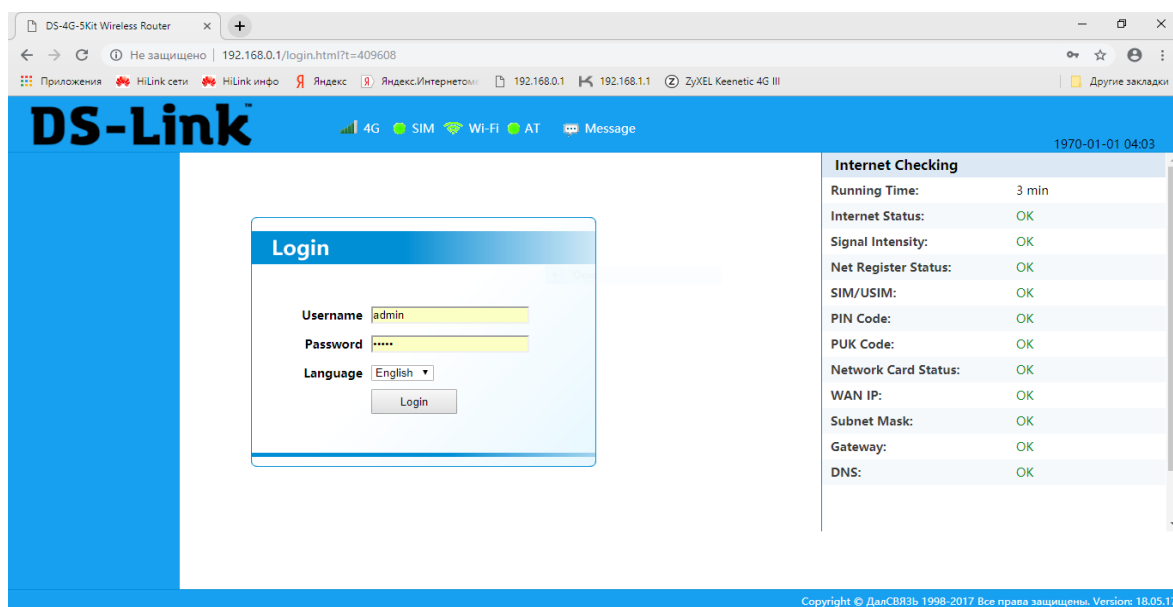 DS-4G-5Kit Wireless Router
Не защищено 192.168.0.1/login.html?t=409608
Приложения HiLink сети HiLink инфо Яндекс Яндекс.Интернетоме 192.168.0.1 192.168.1.1 ZyXEL Keenetic 4G III Другие закладки
DS-Link™ 4G SIM Wi-Fi AT Message
1970-01-01 04:03
Internet Checking
Running Time: 3 min
Internet Status: OK
Signal Intensity: OK
Net Register Status: OK
SIM/USIM: OK
PIN Code: OK
PUK Code: OK
Network Card Status: OK
WAN IP: OK
Subnet Mask: OK
Gateway: OK
DNS: OK
Login
Username admin
Password •••••
Language English
Login
Copyright © ДалСВЯЗЬ 1998-2017 Все права защищены. Version: 18.05.1